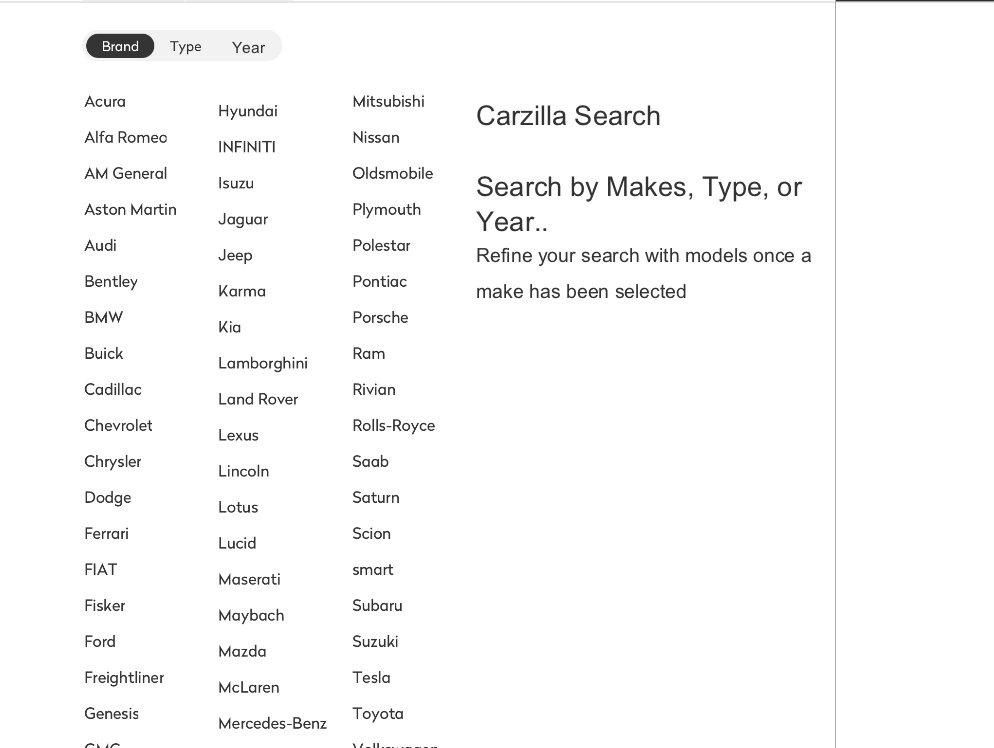 Brand Type Year
Acura
Alfa Romeo
AM General
Aston Martin
Audi
Bentley
BMW
Buick
Cadillac
Chevrolet
Chrysler
Dodge
Ferrari
FIAT
Fisker
Ford
Freightliner
Genesis
GMC
Hyundai
INFINITI
Isuzu
Jaguar
Jeep
Karma
Kia
Lamborghini
Land Rover
Lexus
Lincoln
Lotus
Lucid
Maserati
Maybach
Mazda
McLaren
Mercedes-Benz
Mitsubishi
Nissan
Oldsmobile
Plymouth
Polestar
Pontiac
Porsche
Ram
Rivian
Rolls-Royce
Saab
Saturn
Scion
smart
Subaru
Suzuki
Tesla
Toyota
Volkswagen
Carzilla Search
Search by Makes, Type, or
Year..
Refine your search with models once a
make has been selected